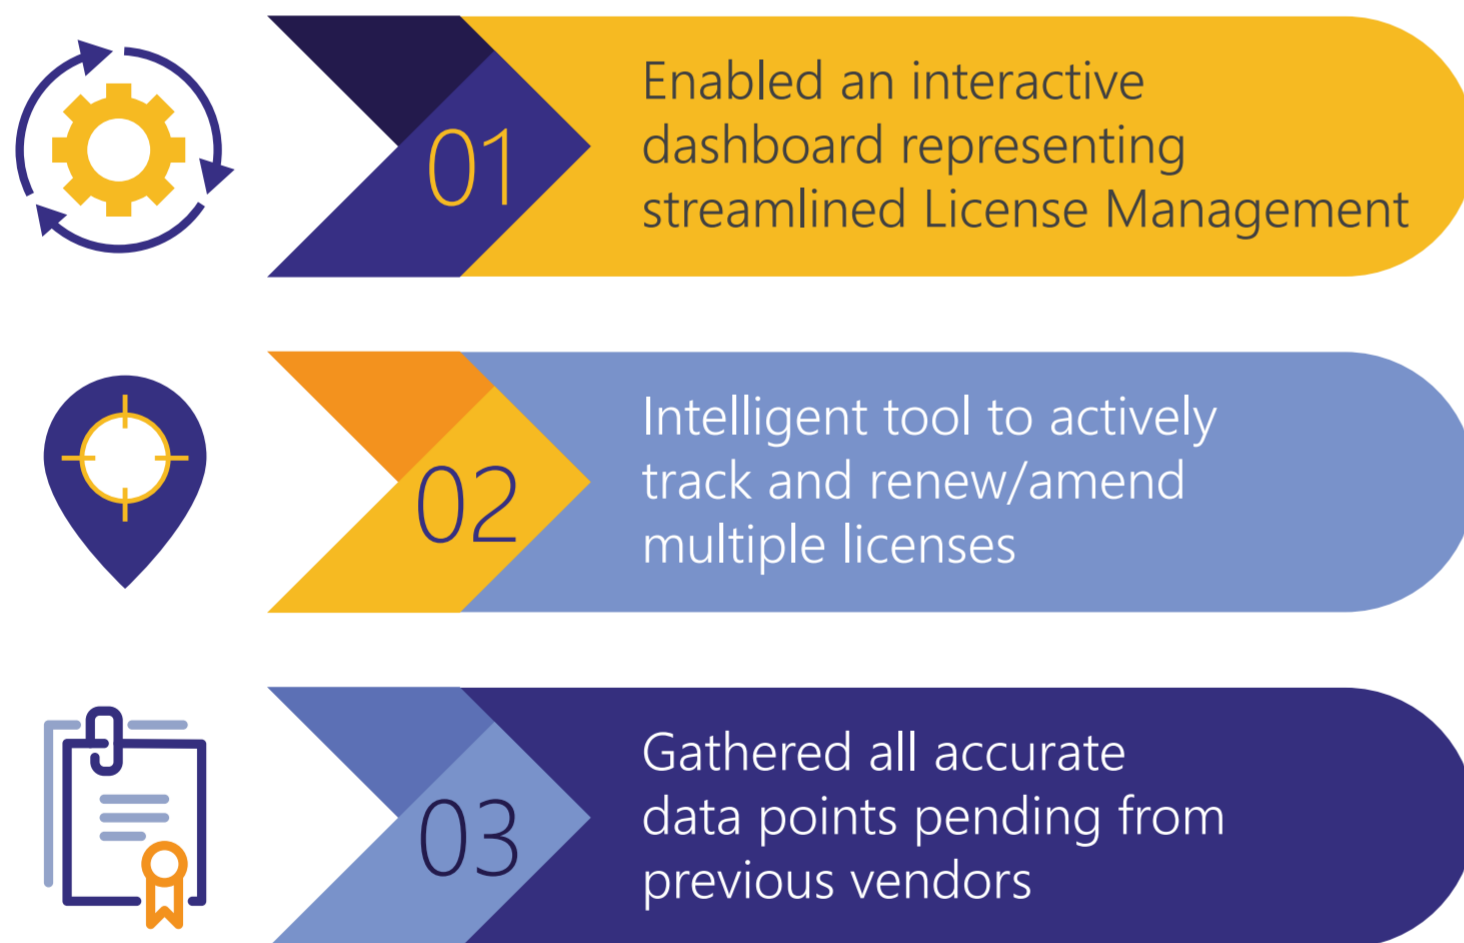 01
Enabled an interactive
dashboard representing
streamlined License Management
02
Intelligent tool to actively
track and renew/amend
multiple licenses
03
Gathered all accurate
data points pending from
previous vendors